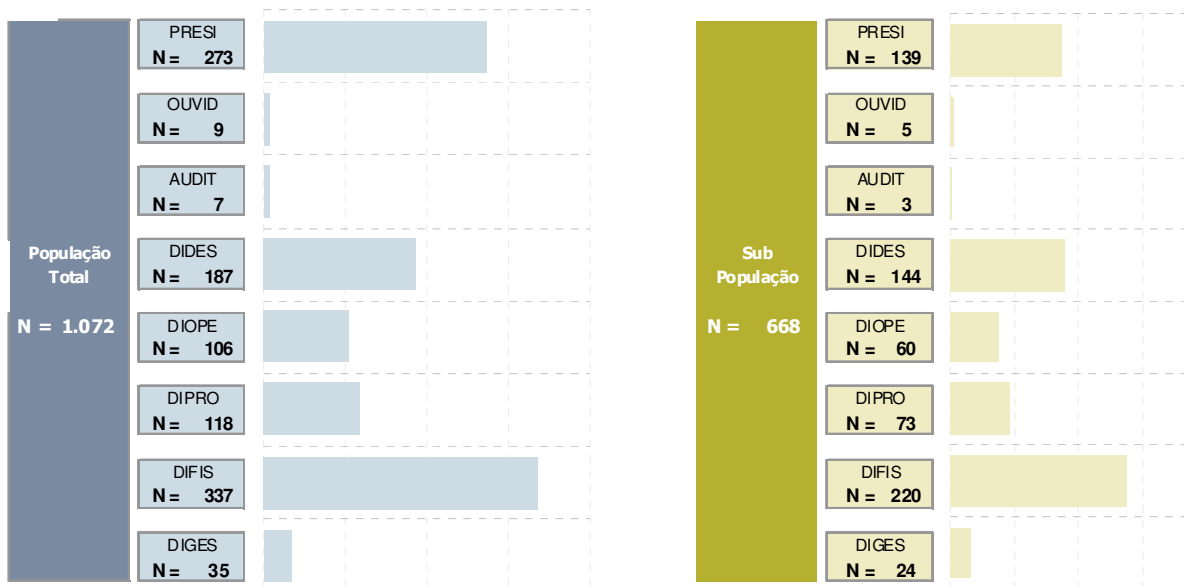 População
Total
N = 1.072
PRESI
N = 273
OUVID
N = 9
AUDIT
N = 7
DIDES
N = 187
DIOPE
N = 106
DIPRO
N = 118
DIFIS
N = 337
DIGES
N = 35
Sub
População
N = 668
PRESI
N = 139
OUVID
N = 5
AUDIT
N = 3
DIDES
N = 144
DIOPE
N = 60
DIPRO
N = 73
DIFIS
N = 220
DIGES
N = 24